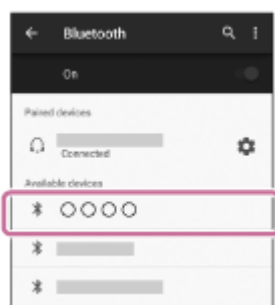 Bluetooth
On
Paired devices
Connected
Available devices
○○○○